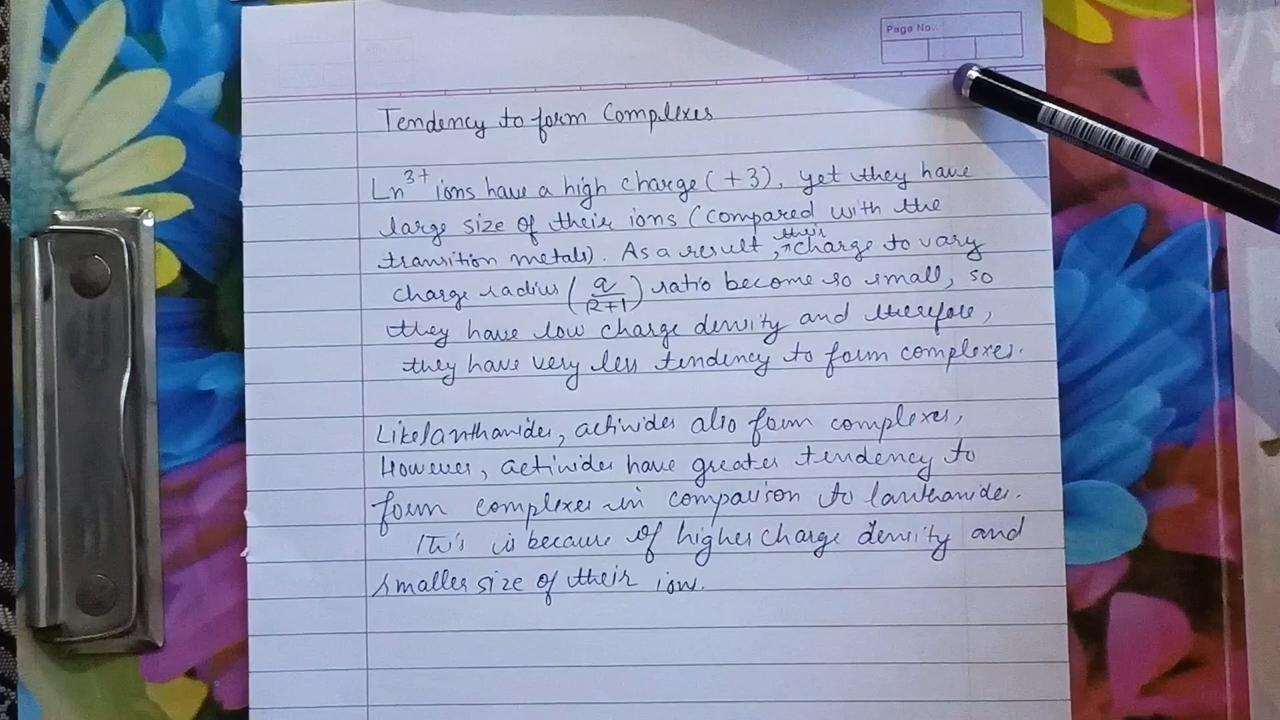 Page No.
Tendency to form Complexes
Ln3+ ions have a high charge (+3), yet they have
large size of their ions (compared with the
transition metals). As a result, their charge to vary
charge radius (q/R+1) ratio become so small, so
they have low charge density and therefore,
they have very less tendency to form complexes.
Like lanthanides, actinides also form complexes,
However, actinides have greater tendency to
form complexes in comparison to lanthanides.
This is because of higher charge density and
smaller size of their ions.